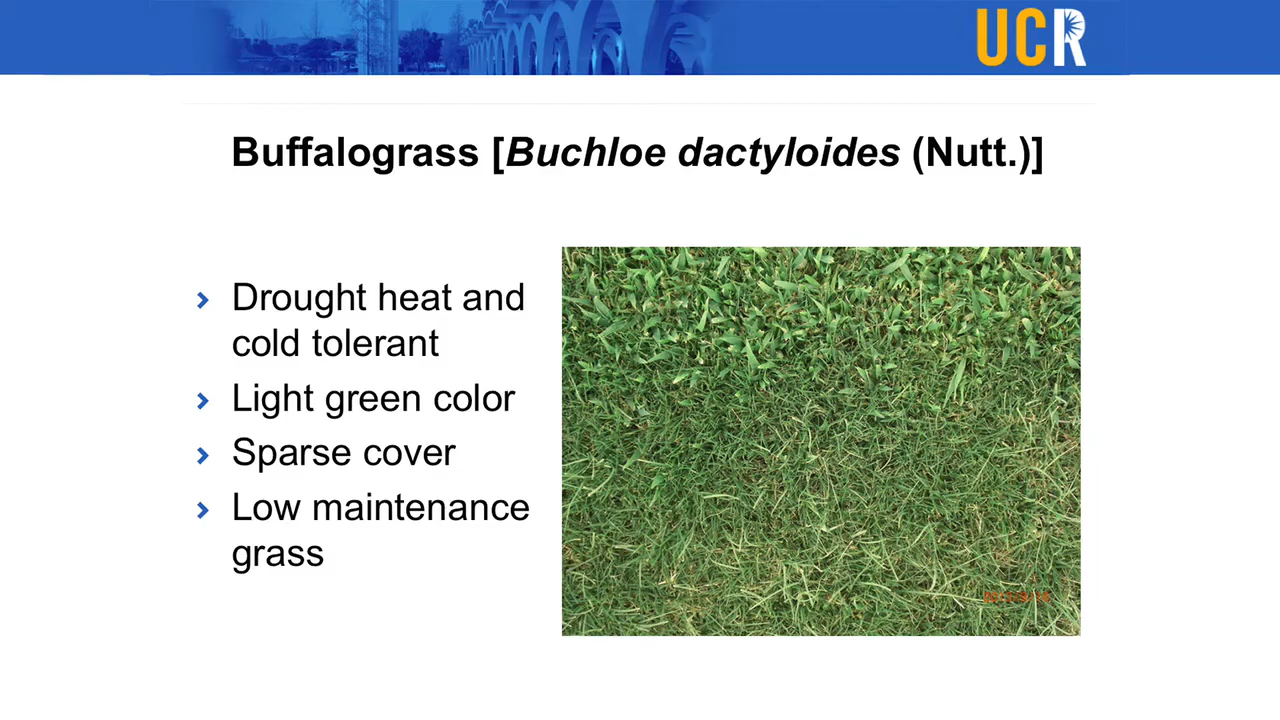 UCR
Buffalograss [Buchloe dactyloides (Nutt.)]
Drought heat and
cold tolerant
Light green color
Sparse cover
Low maintenance
grass